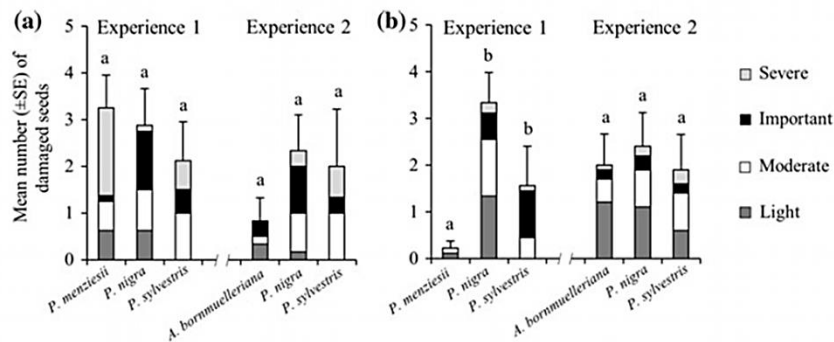 (a) Experience 1 Experience 2 (b) Experience 1 Experience 2
Mean number (±SE) of
damaged seeds
5
4
3
2
1
0
a a a a a a
5
4
3
2
1
0
a b b a a a
Severe
Important
Moderate
Light
P. menziesii P. nigra P. sylvestris A. bornmuelleriana P. nigra P. sylvestris
P. menziesii P. nigra P. sylvestris A. bornmuelleriana P. nigra P. sylvestris